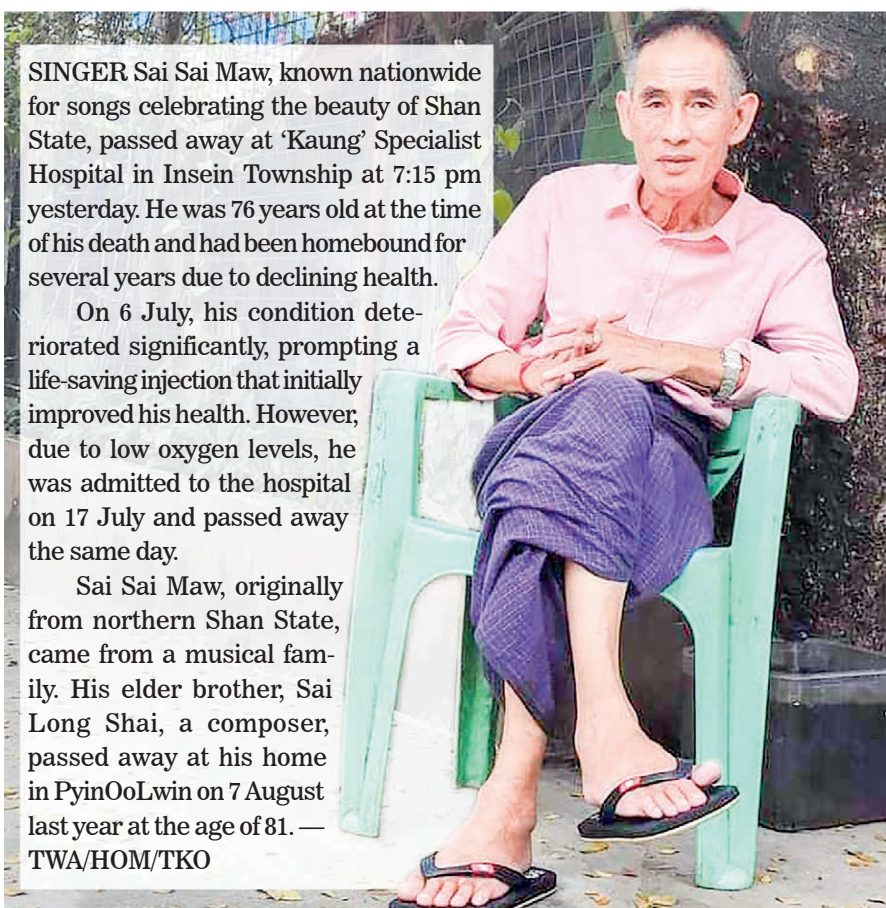 SINGER Sai Sai Maw, known nationwide
for songs celebrating the beauty of Shan
State, passed away at ‘Kaung’ Specialist
Hospital in Insein Township at 7:15 pm
yesterday. He was 76 years old at the time
of his death and had been homebound for
several years due to declining health.
On 6 July, his condition dete-
riorated significantly, prompting a
life-saving injection that initially
improved his health. However,
due to low oxygen levels, he
was admitted to the hospital
on 17 July and passed away
the same day.
Sai Sai Maw, originally
from northern Shan State,
came from a musical fam-
ily. His elder brother, Sai
Long Shai, a composer,
passed away at his home
in PyinOoLwin on 7 August
last year at the age of 81. —
TWA/HOM/TKO